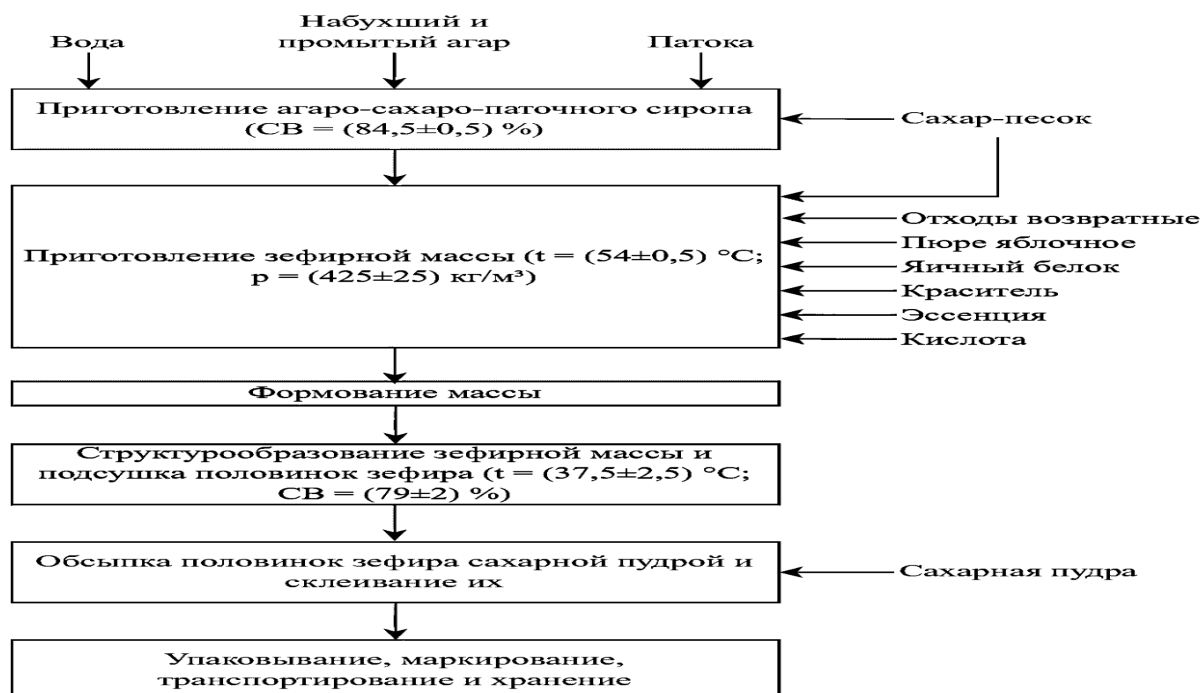 Вода
Набухший и
промытый агар
Патока
Приготовление агаро-сахаро-паточного сиропа
(СВ = (84,5±0,5) %)
Сахар-песок
Приготовление зефирной массы (t = (54±0,5) °С;
р = (425±25) кг/м³)
Отходы возвратные
Пюре яблочное
Яичный белок
Краситель
Эссенция
Кислота
Формование массы
Структурообразование зефирной массы и
подсушка половинок зефира (t = (37,5±2,5) °С;
СВ = (79±2) %)
Обсыпка половинок зефира сахарной пудрой и
склеивание их
Сахарная пудра
Упаковывание, маркирование,
транспортирование и хранение